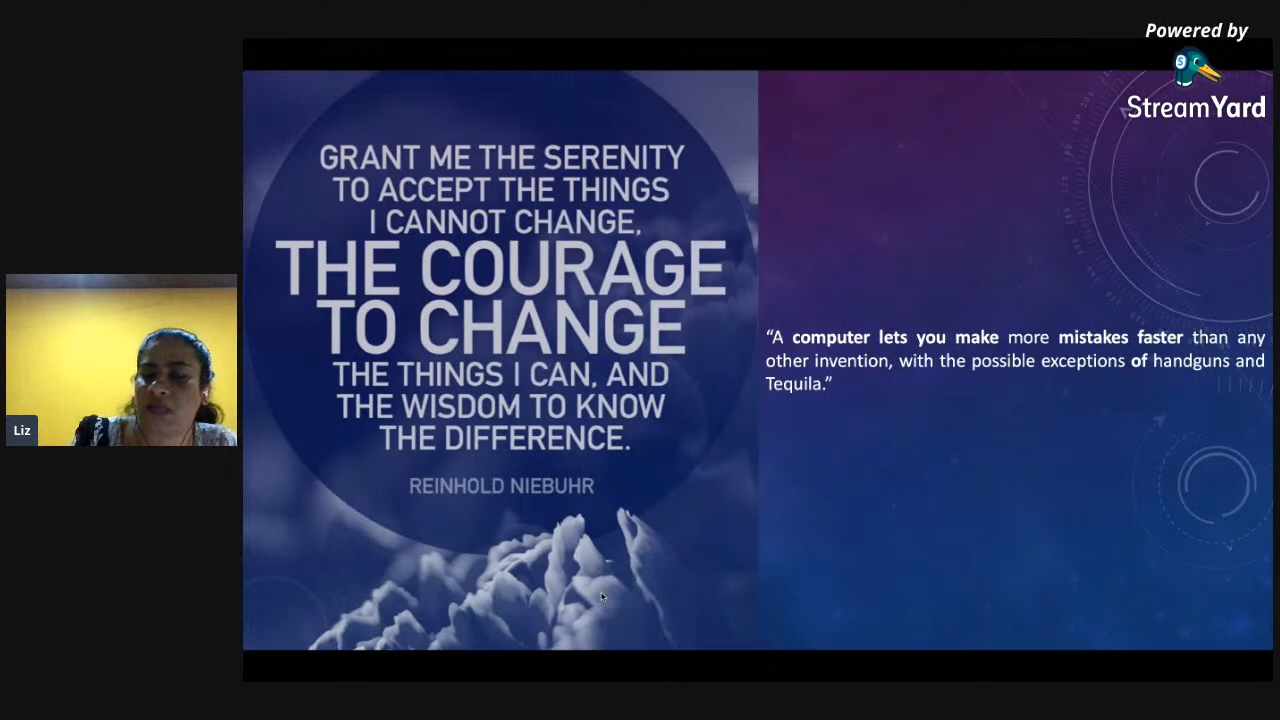 Powered by
StreamYard
GRANT ME THE SERENITY
TO ACCEPT THE THINGS
I CANNOT CHANGE,
THE COURAGE
TO CHANGE
THE THINGS I CAN, AND
THE WISDOM TO KNOW
THE DIFFERENCE.
REINHOLD NIEBUHR
“A computer lets you make more mistakes faster than any
other invention, with the possible exceptions of handguns and
Tequila.”
Liz